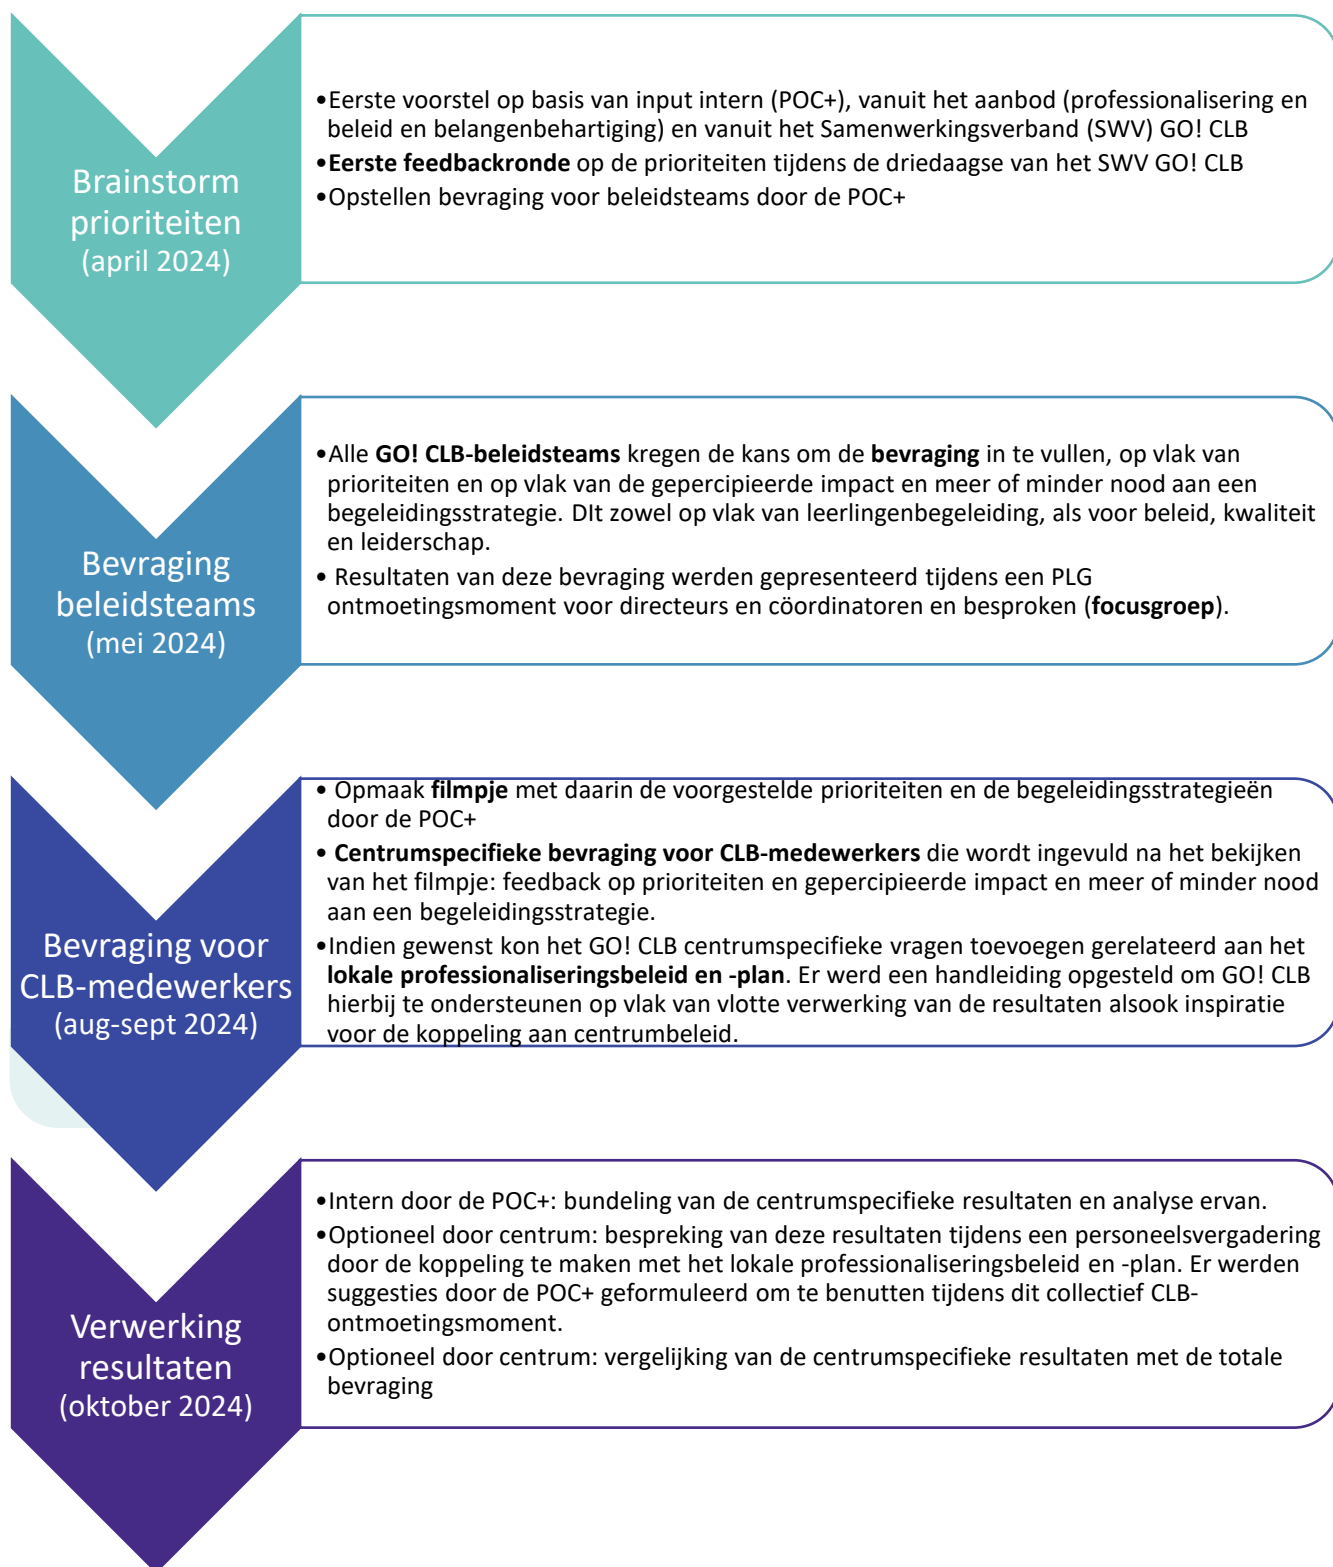 Brainstorm
prioriteiten
(april 2024)
•Eerste voorstel op basis van input intern (POC+), vanuit het aanbod (professionalisering en
beleid en belangenbehartiging) en vanuit het Samenwerkingsverband (SWV) GO! CLB
•Eerste feedbackronde op de prioriteiten tijdens de driedaagse van het SWV GO! CLB
•Opstellen bevraging voor beleidsteams door de POC+
Bevraging
beleidsteams
(mei 2024)
•Alle GO! CLB-beleidsteams kregen de kans om de bevraging in te vullen, op vlak van
prioriteiten en op vlak van de gepercipieerde impact en meer of minder nood aan een
begeleidingsstrategie. DIt zowel op vlak van leerlingenbegeleiding, als voor beleid, kwaliteit
en leiderschap.
• Resultaten van deze bevraging werden gepresenteerd tijdens een PLG
ontmoetingsmoment voor directeurs en cöordinatoren en besproken (focusgroep).
Bevraging voor
CLB-medewerkers
(aug-sept 2024)
• Opmaak filmpje met daarin de voorgestelde prioriteiten en de begeleidingsstrategieën
door de POC+
• Centrumspecifieke bevraging voor CLB-medewerkers die wordt ingevuld na het bekijken
van het filmpje: feedback op prioriteiten en gepercipieerde impact en meer of minder nood
aan een begeleidingsstrategie.
•Indien gewenst kon het GO! CLB centrumspecifieke vragen toevoegen gerelateerd aan het
lokale professionaliseringsbeleid en -plan. Er werd een handleiding opgesteld om GO! CLB
hierbij te ondersteunen op vlak van vlotte verwerking van de resultaten alsook inspiratie
voor de koppeling aan centrumbeleid.
Verwerking
resultaten
(oktober 2024)
•Intern door de POC+: bundeling van de centrumspecifieke resultaten en analyse ervan.
•Optioneel door centrum: bespreking van deze resultaten tijdens een personeelsvergadering
door de koppeling te maken met het lokale professionaliseringsbeleid en -plan. Er werden
suggesties door de POC+ geformuleerd om te benutten tijdens dit collectief CLB-
ontmoetingsmoment.
•Optioneel door centrum: vergelijking van de centrumspecifieke resultaten met de totale
bevraging